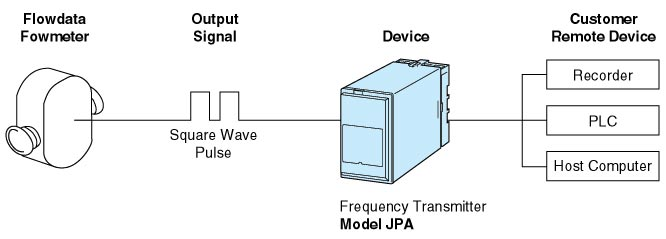 Flowdata
Fowmeter
Output
Signal
Device
Customer
Remote Device
Square Wave
Pulse
Recorder
PLC
Host Computer
Frequency Transmitter
Model JPA